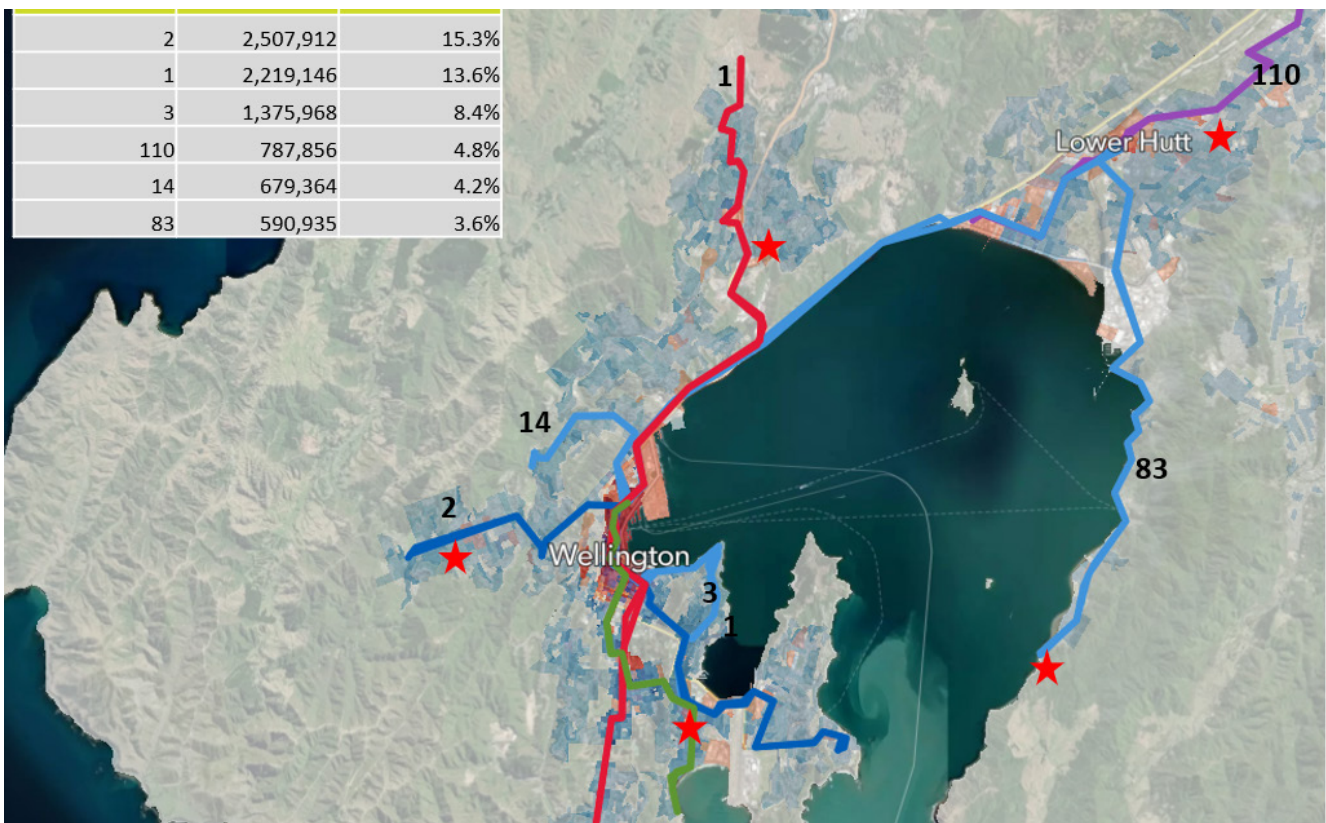 2 2,507,912 15.3%
1 2,219,146 13.6%
3 1,375,968 8.4%
110 787,856 4.8%
14 679,364 4.2%
83 590,935 3.6%
1
110
Lower Hutt
14
83
2
Wellington
3
1